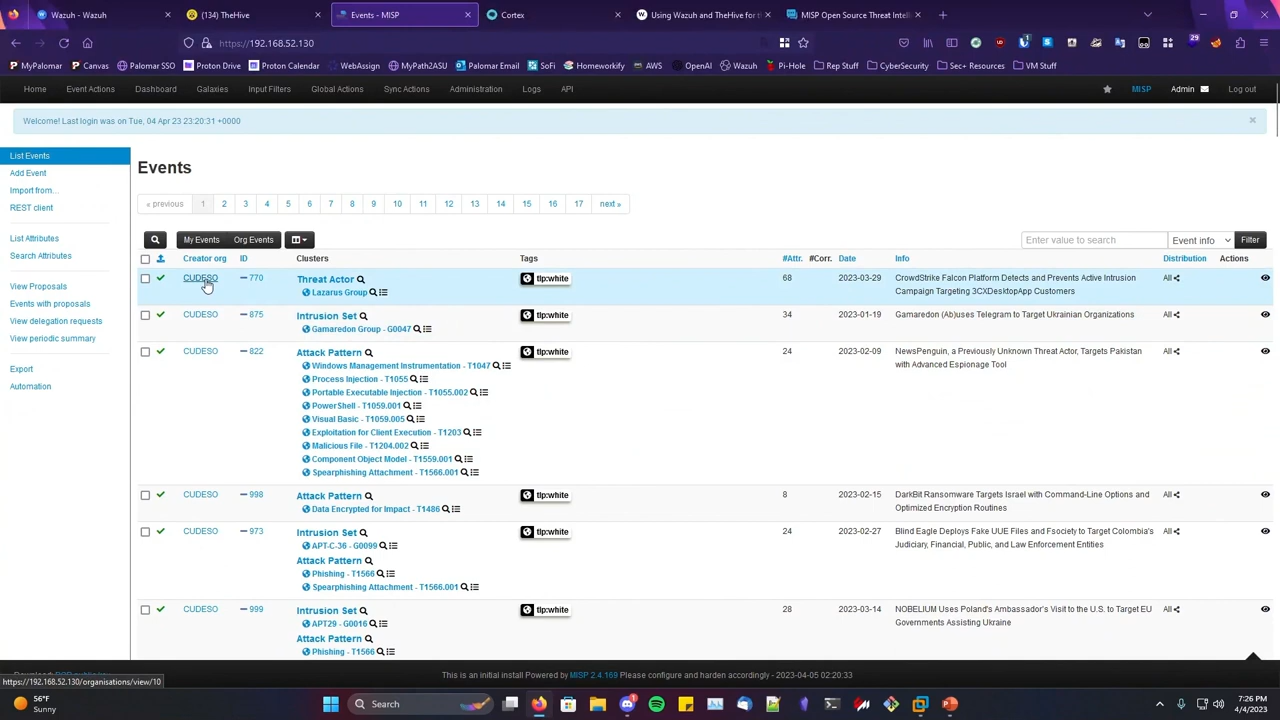 Wazuh
(134) TheHive
Events - MISP
Cortex
Using Wazuh and TheHive for th
MISP Open Source Threat Intel
https://192.168.52.130
29
MyPalomar
Canvas
Palomar SSO
Proton Drive
Proton Calendar
WebAssign
MyPath2ASU
Palomar Email
SoFi
Homeworkify
AWS
OpenAI
Wazuh
Pi-Hole
Rep Stuff
CyberSecurity
Sec+ Resources
VM Stuff
Home
Event Actions
Dashboard
Galaxies
Input Filters
Global Actions
Sync Actions
Administration
Logs
API
MISP
Admin
Log out
Welcome! Last login was on Tue, 04 Apr 23 23:20:31 +0000
×
List Events
Add Event
Import from...
REST client
List Attributes
Search Attributes
View Proposals
Events with proposals
View delegation requests
View periodic summary
Export
Automation
Events
« previous 1 2 3 4 5 6 7 8 9 10 11 12 13 14 15 16 17 next »
My Events Org Events
Enter value to search
Event info
Filter
Creator org ID Clusters Tags #Attr. #Corr. Date Info Distribution Actions
CUDESO 770 Threat Actor tlp:white 68 2023-03-29 CrowdStrike Falcon Platform Detects and Prevents Active Intrusion All
Lazarus Group Campaign Targeting 3CXDesktopApp Customers
CUDESO 875 Intrusion Set tlp:white 34 2023-01-19 Gamaredon (Ab)uses Telegram to Target Ukrainian Organizations All
Gamaredon Group - G0047
CUDESO 822 Attack Pattern tlp:white 24 2023-02-09 NewsPenguin, a Previously Unknown Threat Actor, Targets Pakistan All
Windows Management Instrumentation - T1047 with Advanced Espionage Tool
Process Injection - T1055
Portable Executable Injection - T1055.002
PowerShell - T1059.001
Visual Basic - T1059.005
Exploitation for Client Execution - T1203
Malicious File - T1204.002
Component Object Model - T1559.001
Spearphishing Attachment - T1566.001
CUDESO 998 Attack Pattern tlp:white 8 2023-02-15 DarkBit Ransomware Targets Israel with Command-Line Options and All
Data Encrypted for Impact - T1486 Optimized Encryption Routines
CUDESO 973 Intrusion Set tlp:white 24 2023-02-27 Blind Eagle Deploys Fake UUE Files and Fsociety to Target Colombia's All
APT-C-36 - G0099 Judiciary, Financial, Public, and Law Enforcement Entities
Attack Pattern
Phishing - T1566
Spearphishing Attachment - T1566.001
CUDESO 999 Intrusion Set tlp:white 28 2023-03-14 NOBELIUM Uses Poland's Ambassador's Visit to the U.S. to Target EU All
APT29 - G0016 Governments Assisting Ukraine
Attack Pattern
Phishing - T1566
This is an initial install Powered by MISP 2.4.169 Please configure and harden accordingly - 2023-04-05 02:20:33
https://192.168.52.130/organisations/view/10
56°F
Sunny
Search
1
7:26 PM
4/4/2023